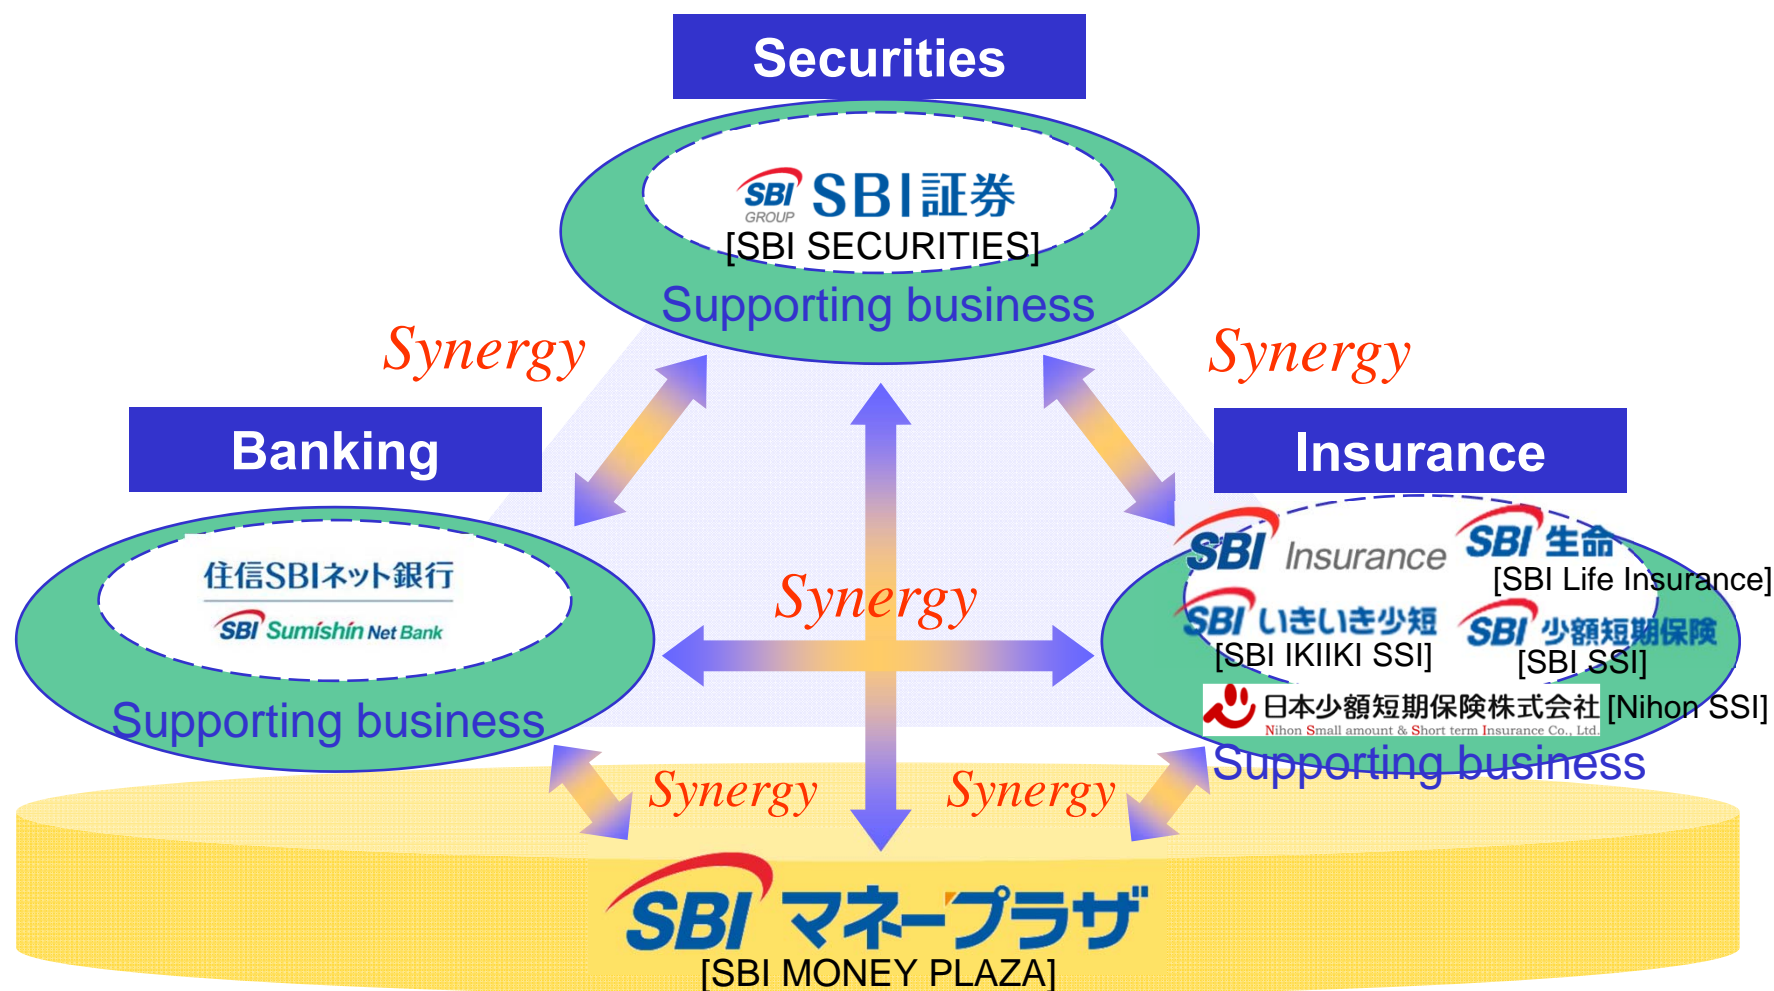 Securities
SBI GROUP SBI証券
[SBI SECURITIES]
Supporting business
Synergy
Synergy
Banking
住信SBIネット銀行
SBI Sumishin Net Bank
Supporting business
Insurance
SBI Insurance
SBI 生命
[SBI Life Insurance]
SBI いきいき少短
[SBI IKIIKI SSI]
SBI 少額短期保険
[SBI SSI]
日本少額短期保険株式会社 [Nihon SSI]
Nihon Small amount & Short term Insurance Co., Ltd.
Supporting business
Synergy
Synergy
Synergy
SBI マネープラザ
[SBI MONEY PLAZA]